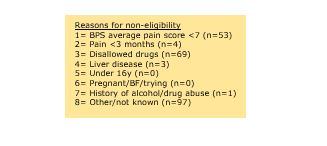 Reasons for non-eligibility
1= BPS average pain score <7 (n=53)
2= Pain <3 months (n=4)
3= Disallowed drugs (n=69)
4= Liver disease (n=3)
5= Under 16y (n=0)
6= Pregnant/BF/trying (n=0)
7= History of alcohol/drug abuse (n=1)
8= Other/not known (n=97)